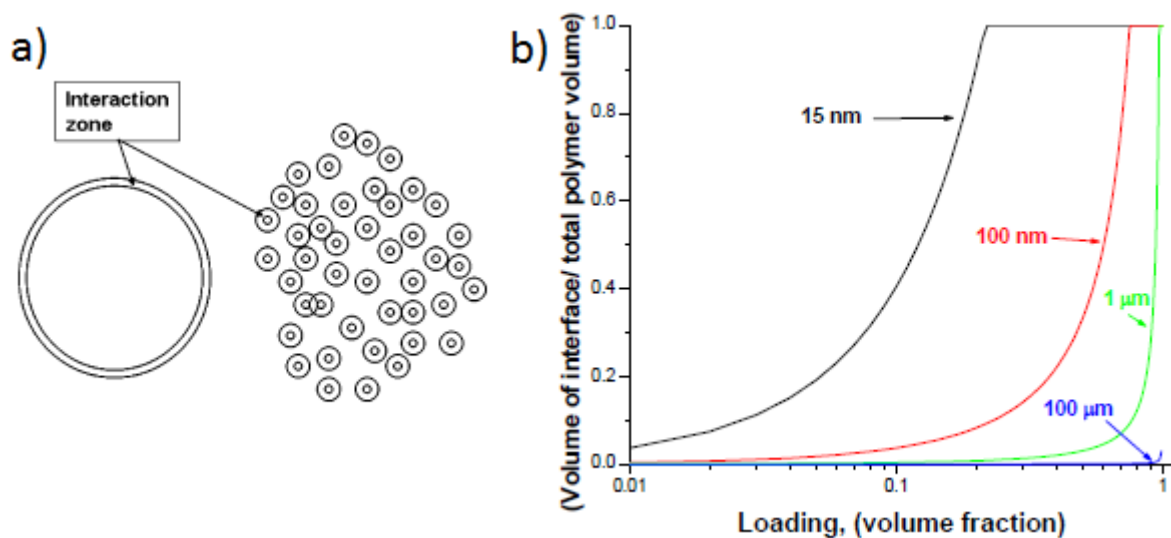 a)
Interaction
zone
b)
(Volume of interface/ total polymer volume)
1.0
0.8
0.6
0.4
0.2
0.0
15 nm
100 nm
1 μm
100 μm
0.01
0.1
1
Loading, (volume fraction)